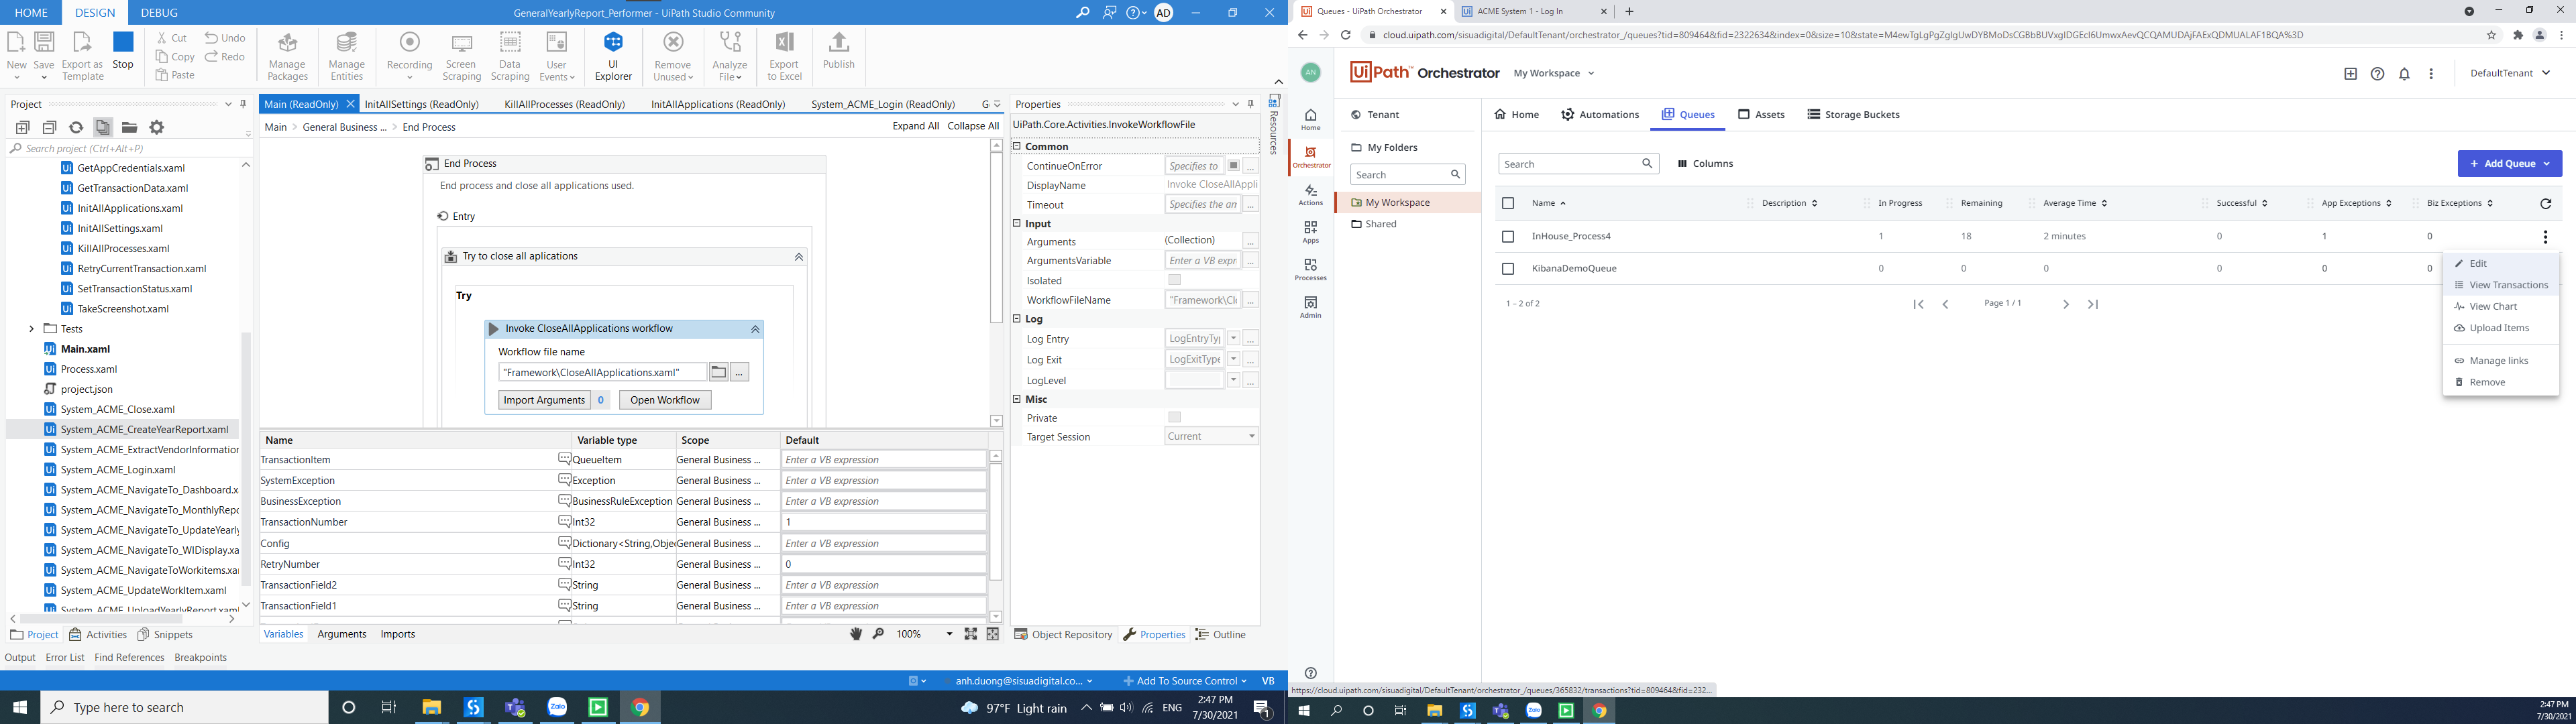 HOME DESIGN DEBUG
GeneralYearlyReport_Performer - UiPath Studio Community
AD
New
Save
Export as Template
Stop
Cut
Copy
Paste
Undo
Redo
Manage Packages
Manage Entities
Recording
Screen Scraping
Data Scraping
User Events
UI Explorer
Remove Unused
Analyze File
Export to Excel
Publish
Project
Search project (Ctrl+Alt+P)
GetAppCredentials.xaml
GetTransactionData.xaml
InitAllApplications.xaml
InitAllSettings.xaml
KillAllProcesses.xaml
RetryCurrentTransaction.xaml
SetTransactionStatus.xaml
TakeScreenshot.xaml
Tests
Main.xaml
Process.xaml
project.json
System_ACME_Close.xaml
System_ACME_CreateYearReport.xaml
System_ACME_ExtractVendorInformation
System_ACME_Login.xaml
System_ACME_NavigateTo_Dashboard.x
System_ACME_NavigateTo_MonthlyRepo
System_ACME_NavigateTo_UpdateYearly
System_ACME_NavigateTo_WIDisplay.xa
System_ACME_NavigateToWorkitems.xa
System_ACME_UpdateWorkItem.xaml
System_ACME_UploadYearlyReport.xaml
Project Activities Snippets
Output Error List Find References Breakpoints
Main (ReadOnly) InitAllSettings (ReadOnly) KillAllProcesses (ReadOnly) InitAllApplications (ReadOnly) System_ACME_Login (ReadOnly) G
Main > General Business ... > End Process
Expand All Collapse All
End Process
End process and close all applications used.
Entry
Try to close all aplications
Try
Invoke CloseAllApplications workflow
Workflow file name
"Framework\CloseAllApplications.xaml"
...
Import Arguments 0 Open Workflow
Name Variable type Scope Default
TransactionItem QueueItem General Business ... Enter a VB expression
SystemException Exception General Business ... Enter a VB expression
BusinessException BusinessRuleException General Business ... Enter a VB expression
TransactionNumber Int32 General Business ... 1
Config Dictionary<String,Obje General Business ... Enter a VB expression
RetryNumber Int32 General Business ... 0
TransactionField2 String General Business ... Enter a VB expression
TransactionField1 String General Business ... Enter a VB expression
Variables Arguments Imports
100%
Properties
UiPath.Core.Activities.InvokeWorkflowFile
Common
ContinueOnError Specifies to ...
DisplayName Invoke CloseAllAppli
Timeout Specifies the an ...
Input
Arguments (Collection) ...
ArgumentsVariable Enter a VB expr ...
Isolated
WorkflowFileName "Framework\Cl ...
Log
Log Entry LogEntryTy ...
Log Exit LogExitType ...
LogLevel ...
Misc
Private
Target Session Current
Object Repository Properties Outline
Resources
anh.duong@sisuadigital.co... Add To Source Control VB
Type here to search
Zalo
97°F Light rain ENG
2:47 PM
7/30/2021
1
Queues - UiPath Orchestrator
ACME System 1 - Log In
cloud.uipath.com/sisuadigital/DefaultTenant/orchestrator_/queues?tid=809464&fid=2322634&index=0&size=10&state=M4ewTgLgPgZglgUwDYBMoDsCGBbBUVxgIDGEcI6UmwxAevQCQAMUDAjFAExQDMUALAF1BQA%3D
AN
UiPath Orchestrator My Workspace
DefaultTenant
Home
Orchestrator
Actions
Apps
Processes
Admin
Tenant
My Folders
Search
My Workspace
Shared
Home Automations Queues Assets Storage Buckets
Search Columns Add Queue
Name Description In Progress Remaining Average Time Successful App Exceptions Biz Exceptions
InHouse_Process4 1 18 2 minutes 0 1 0
KibanaDemoQueue 0 0 0 0 0 0
1 - 2 of 2 Page 1 / 1
Edit
View Transactions
View Chart
Upload Items
Manage links
Remove
https://cloud.uipath.com/sisuadigital/DefaultTenant/orchestrator_/queues/365832/transactions?tid=809464&fid=232...
Zalo
2:47 PM
7/30/2021